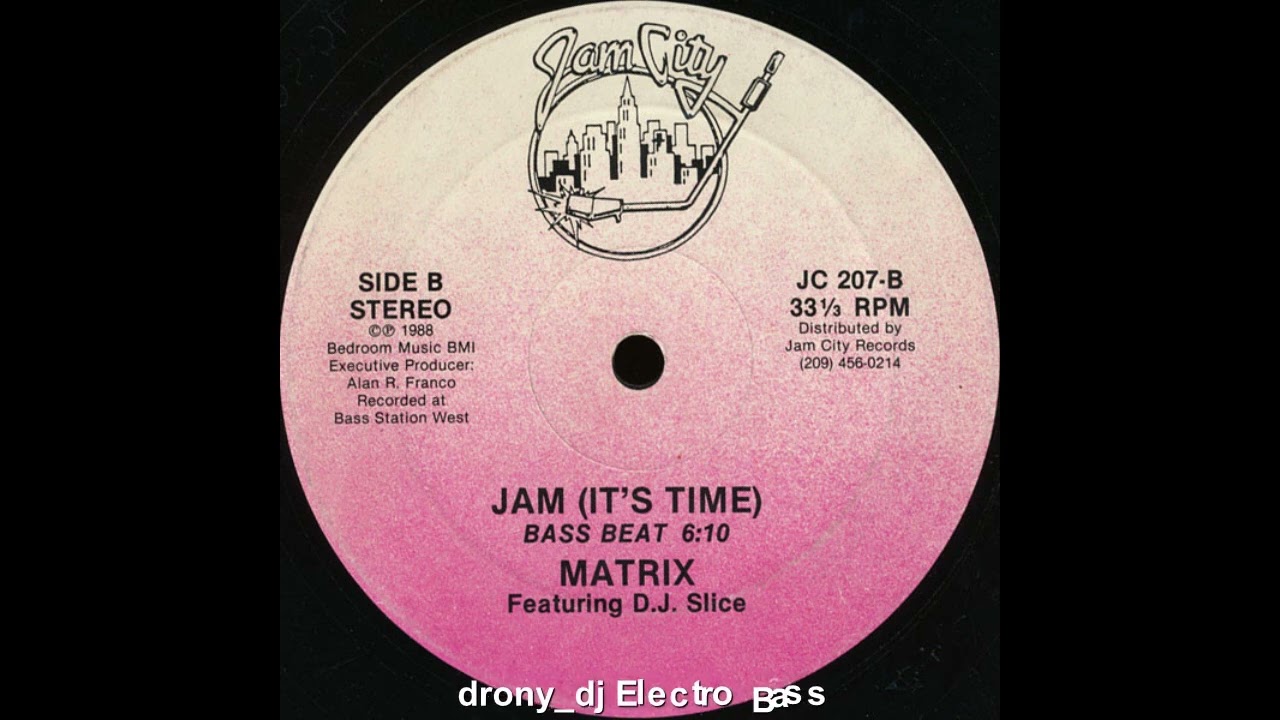 Jam City
SIDE B
STEREO
©℗ 1988
Bedroom Music BMI
Executive Producer:
Alan R. Franco
Recorded at
Bass Station West
JC 207-B
33⅓ RPM
Distributed by
Jam City Records
(209) 456-0214
JAM (IT'S TIME)
BASS BEAT 6:10
MATRIX
Featuring D.J. Slice
drony_dj Electro Bass